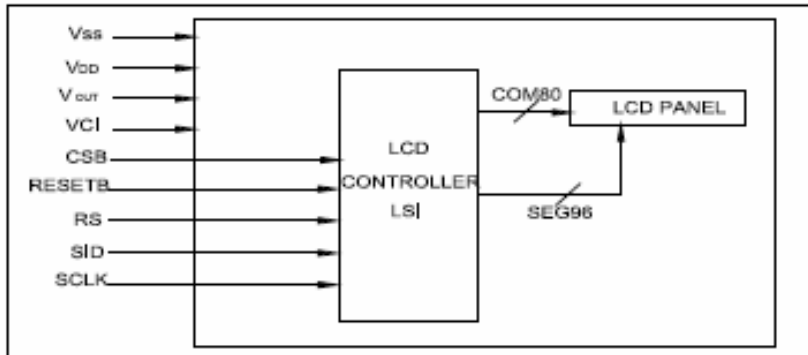 VSS
VDD
VOUT
VCI
CSB
RESETB
RS
SID
SCLK
LCD
CONTROLLER
LSI
COM80
LCD PANEL
SEG96